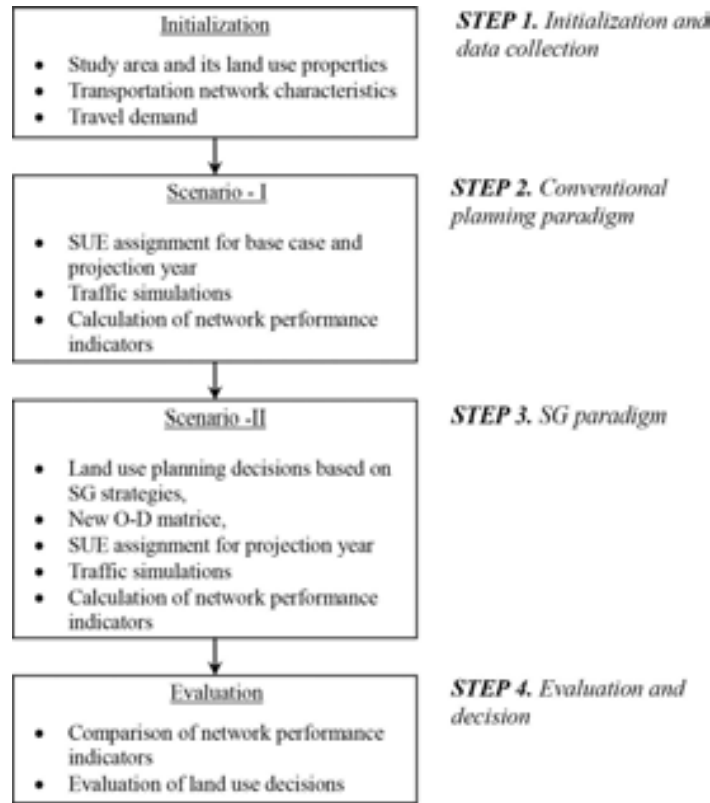 Initialization
• Study area and its land use properties
• Transportation network characteristics
• Travel demand
STEP 1. Initialization and
data collection
Scenario - I
• SUE assignment for base case and
projection year
• Traffic simulations
• Calculation of network performance
indicators
STEP 2. Conventional
planning paradigm
Scenario -II
• Land use planning decisions based on
SG strategies,
• New O-D matrice,
• SUE assignment for projection year
• Traffic simulations
• Calculation of network performance
indicators
STEP 3. SG paradigm
Evaluation
• Comparison of network performance
indicators
• Evaluation of land use decisions
STEP 4. Evaluation and
decision